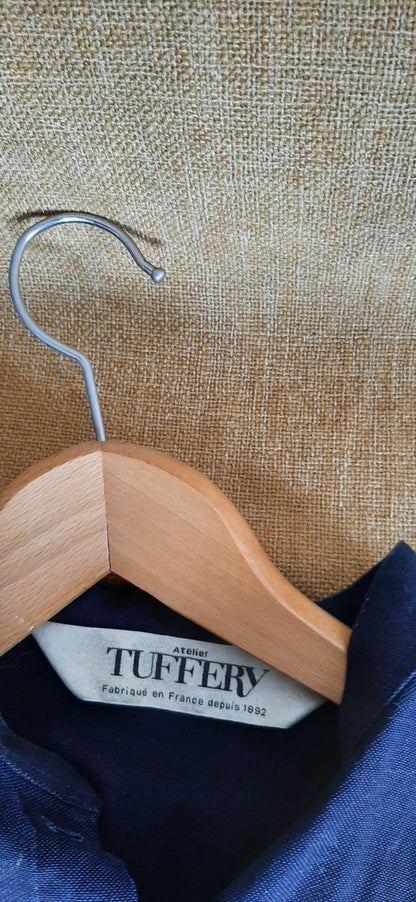 Atelier
TUFFERY
Fabriqué en France depuis 1892